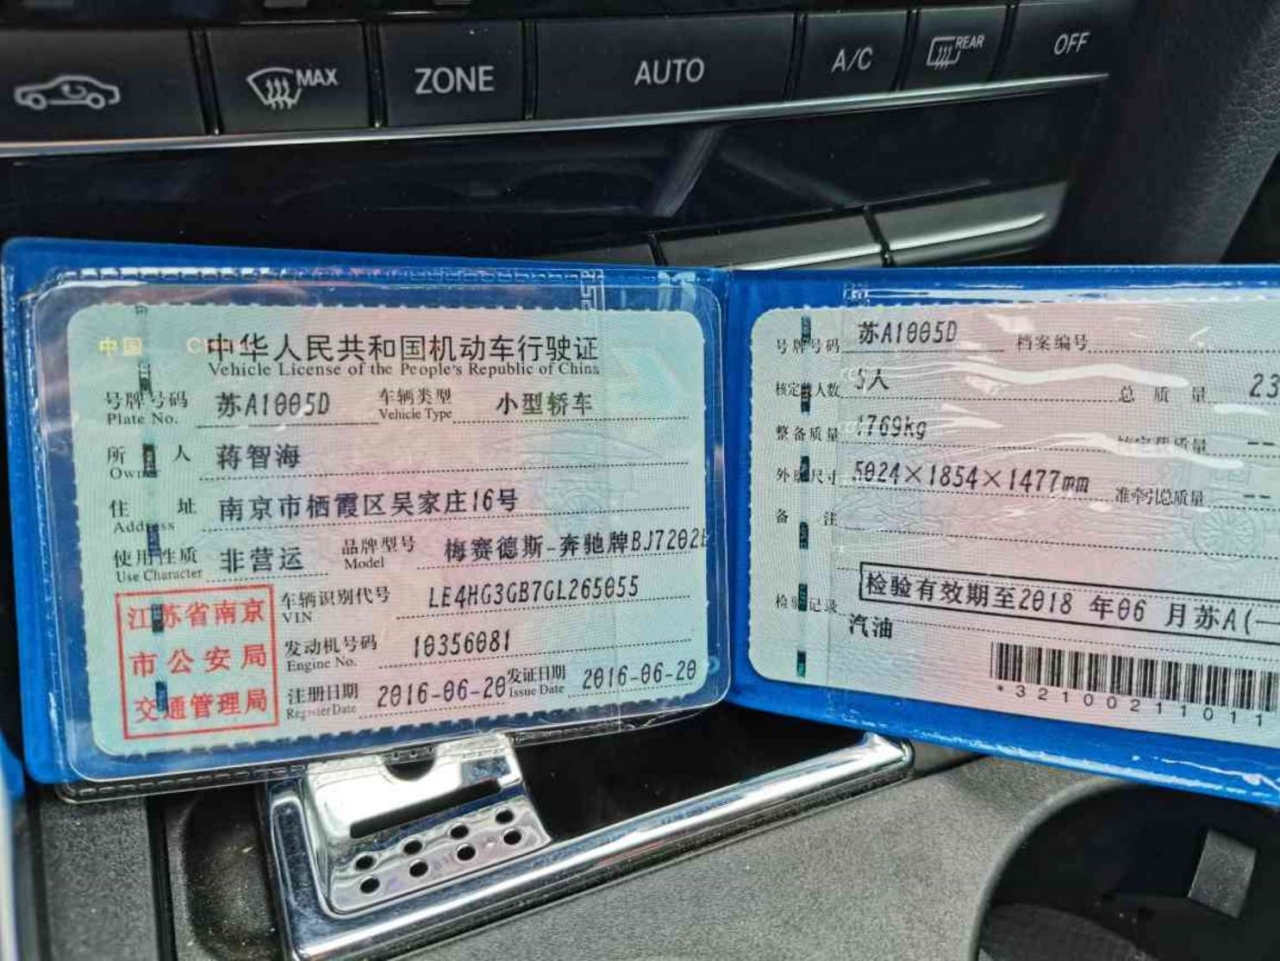 MAX
ZONE
AUTO
A/C
REAR
OFF
中国
中华人民共和国机动车行驶证
Vehicle License of the People's Republic of China
号牌号码 苏A1005D 车辆类型 小型轿车
Plate No. Vehicle Type
所 人 蒋智海
Owner
住 址 南京市栖霞区吴家庄16号
Address
使用性质 非营运 品牌型号 梅赛德斯-奔驰牌BJ7202
Use Character Model
江苏省南京
市公安局
交通管理局
车辆识别代号 LE4HG3GB7GL265055
VIN
发动机号码 10356081
Engine No.
注册日期 2016-06-20 发证日期 2016-06-20
Register Date Issue Date
号牌号码 苏A1005D 档案编号
核定 人数 5人 总质量 23
整备质量 1769kg
外 尺寸 5024×1854×1477mm 准牵引总质量 --
备 注
检验有效期至2018 年06 月苏A(一
检 记录
汽油
*3210021101 1